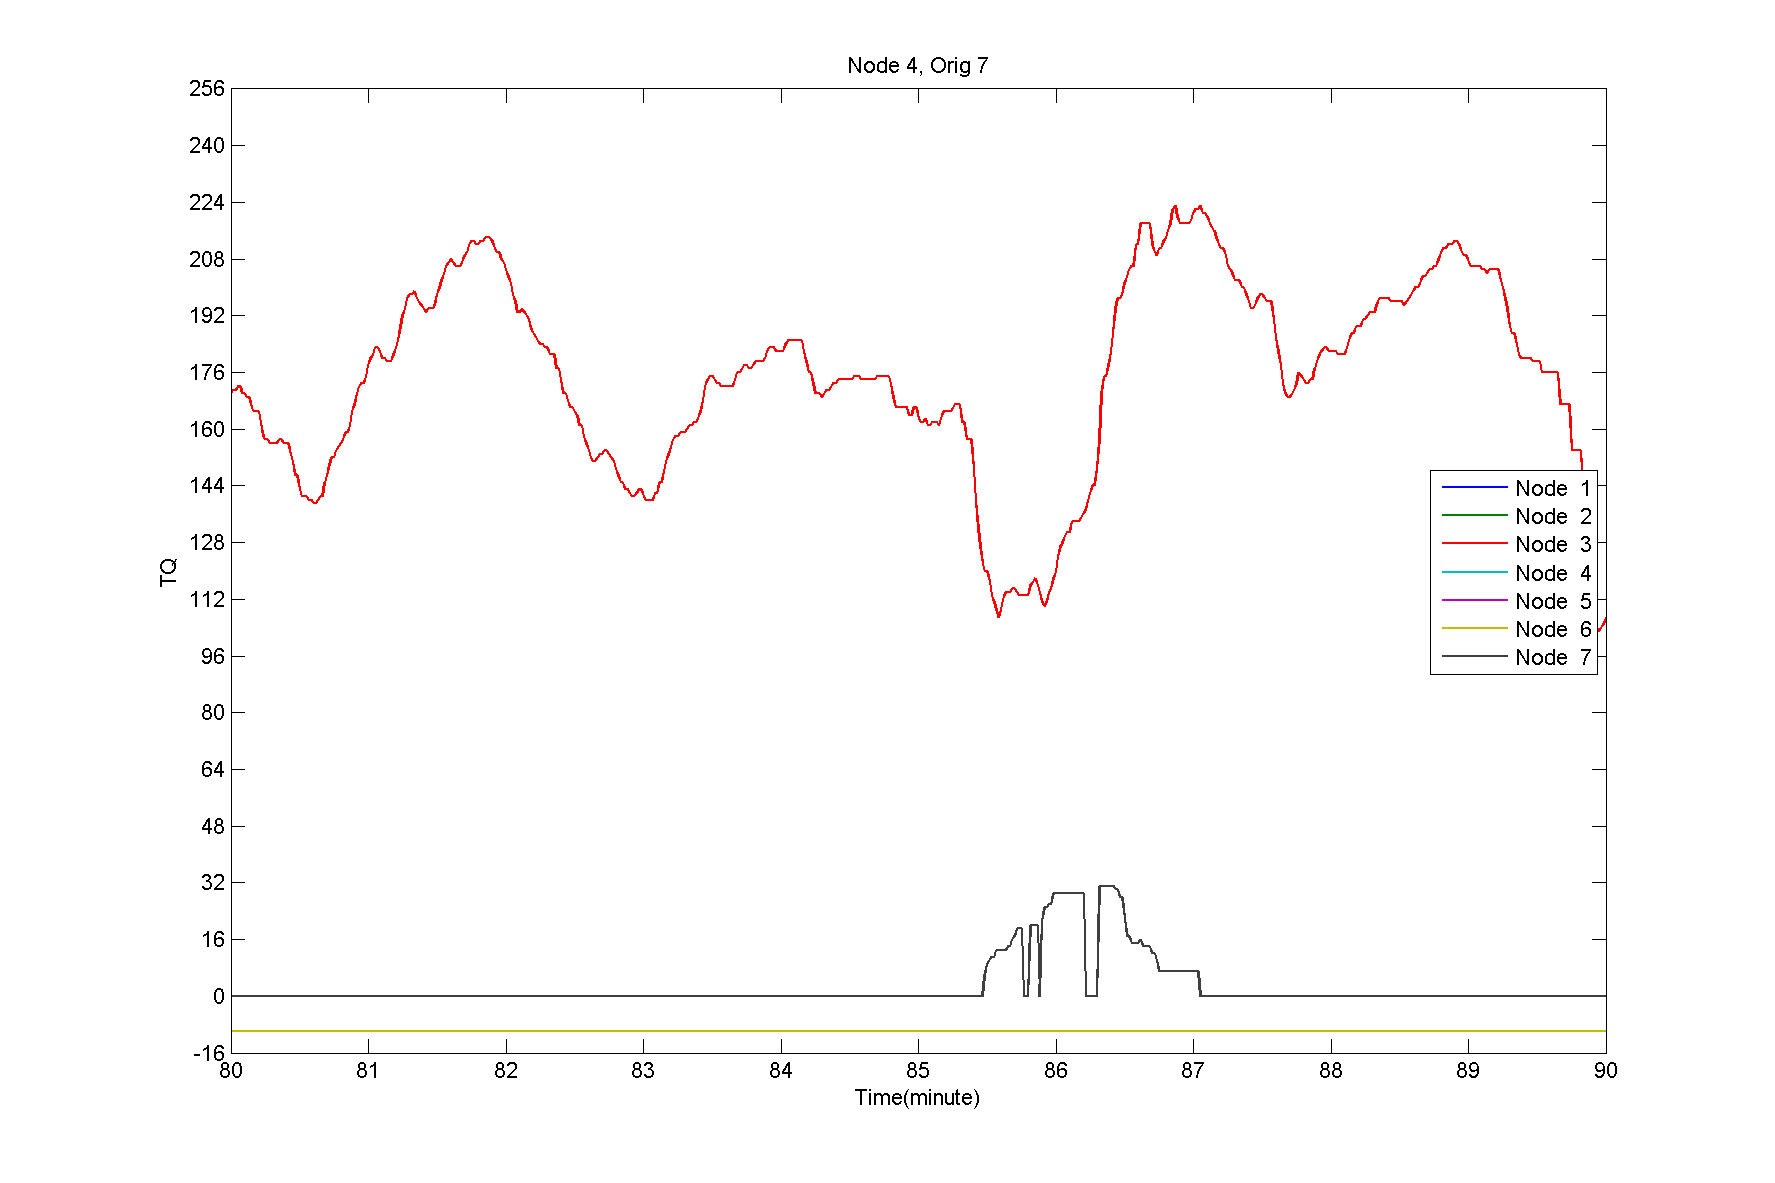 Node 4, Orig 7
256
240
224
208
192
176
160
144
128
112
96
80
64
48
32
16
0
-16
TQ
Node 1
Node 2
Node 3
Node 4
Node 5
Node 6
Node 7
80 81 82 83 84 85 86 87 88 89 90
Time(minute)